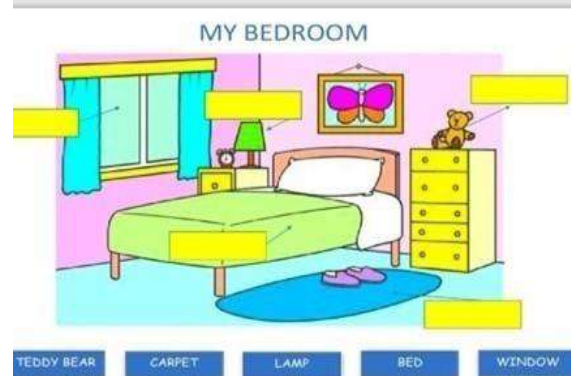 MY BEDROOM
TEDDY BEAR
CARPET
LAMP
BED
WINDOW